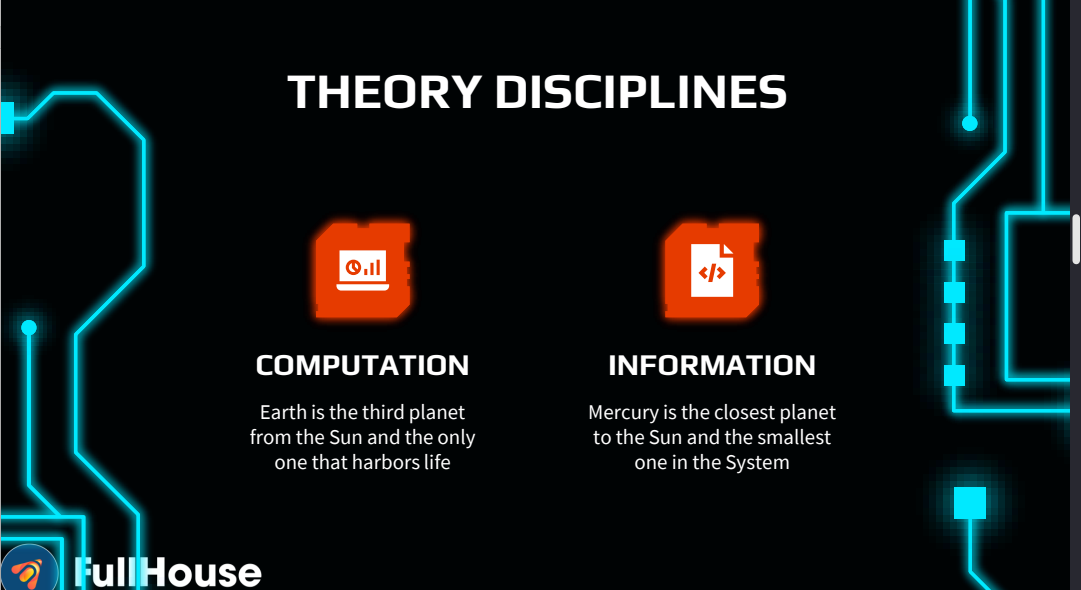 THEORY DISCIPLINES
COMPUTATION
Earth is the third planet
from the Sun and the only
one that harbors life
INFORMATION
Mercury is the closest planet
to the Sun and the smallest
one in the System
FullHouse